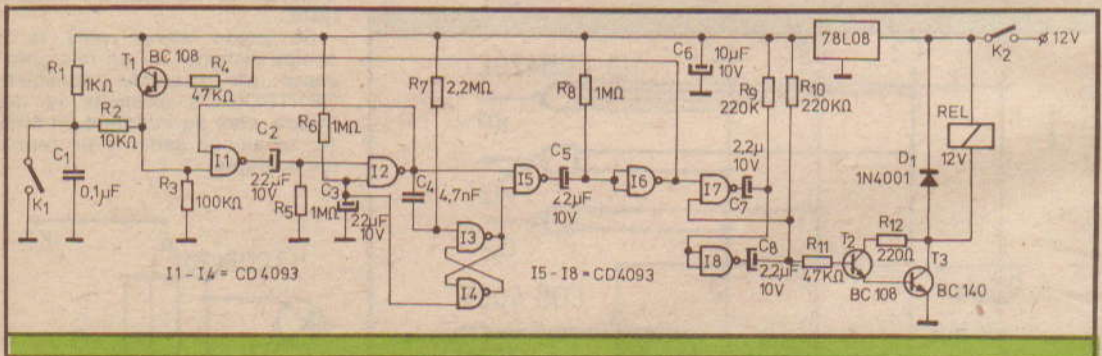 R1
1KΩ
T1
BC 108
R4
47KΩ
R2
10KΩ
C1
0,1µF
K1
R3
100KΩ
I1
C2
22µF
10V
R5
1MΩ
R6
1MΩ
C3
22µF
10V
I2
C4
4,7nF
R7
2,2MΩ
I3
I4
I1-I4 = CD4093
I5
C5
22µF
10V
R8
1MΩ
I6
I5-I8 = CD4093
C6
10µF
10V
R9
220K
R10
220KΩ
I7
2,2µ
10V
C7
I8
C8
2,2µF
10V
R11
47KΩ
78L08
T2
BC 108
R12
220Ω
T3
BC 140
D1
1N4001
REL
12V
K2
12V